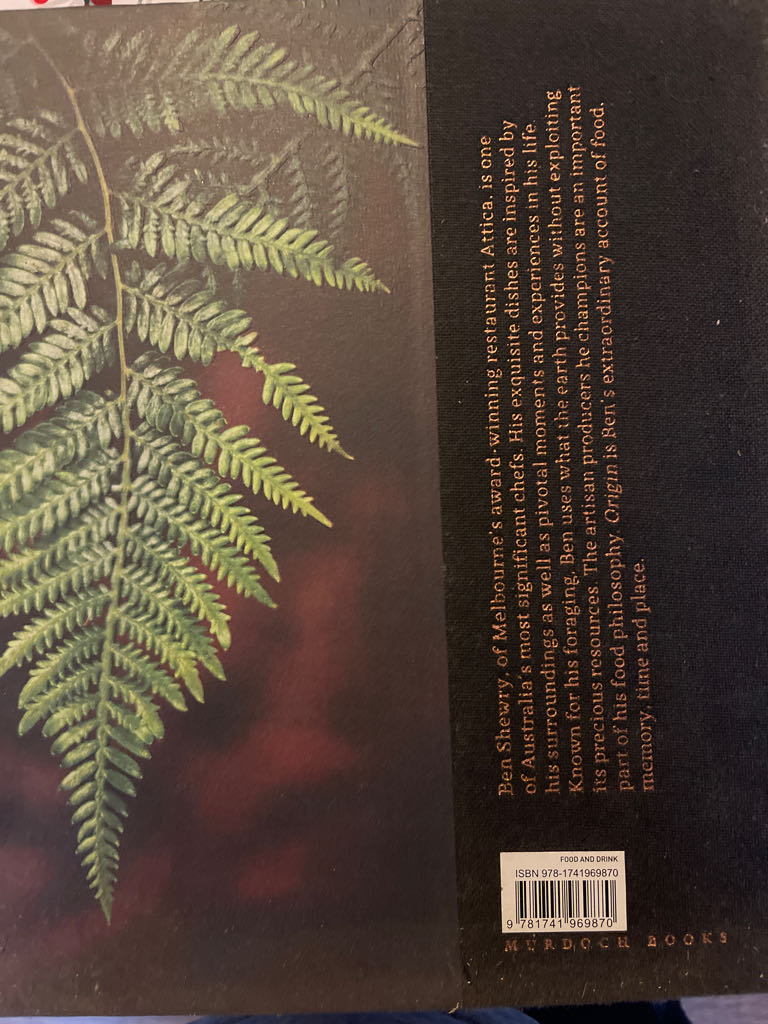 Ben Shewry, of Melbourne's award-winning restaurant Attica, is one
of Australia's most significant chefs. His exquisite dishes are inspired by
his surroundings as well as pivotal moments and experiences in his life.
Known for his foraging, Ben uses what the earth provides without exploiting
its precious resources. The artisan producers he champions are an important
part of his food philosophy. Origin is Ben's extraordinary account of food,
memory, time and place.
FOOD AND DRINK
ISBN 978-1741969870
9 781741 969870
MURDOCH BOOKS